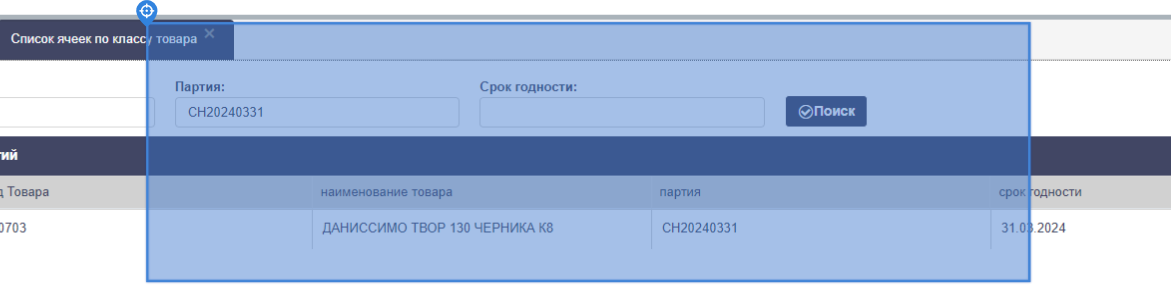 Список ячеек по классу товара ×
Партия: Срок годности:
CH20240331 Поиск
тий
д Товара наименование товара партия срок годности
0703 ДАНИССИМО ТВОР 130 ЧЕРНИКА К8 CH20240331 31.03.2024